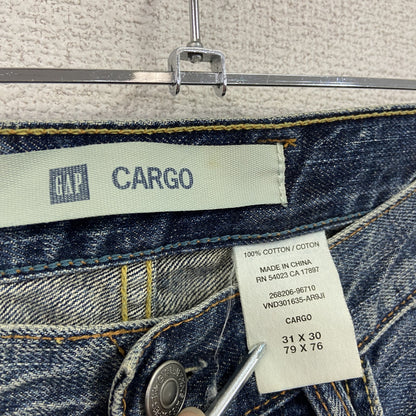 GAP CARGO
100% COTTON / COTON
MADE IN CHINA
RN 54023 CA 17897
268206-96710
VND301635-AR9JI
CARGO
31 X 30
79 X 76